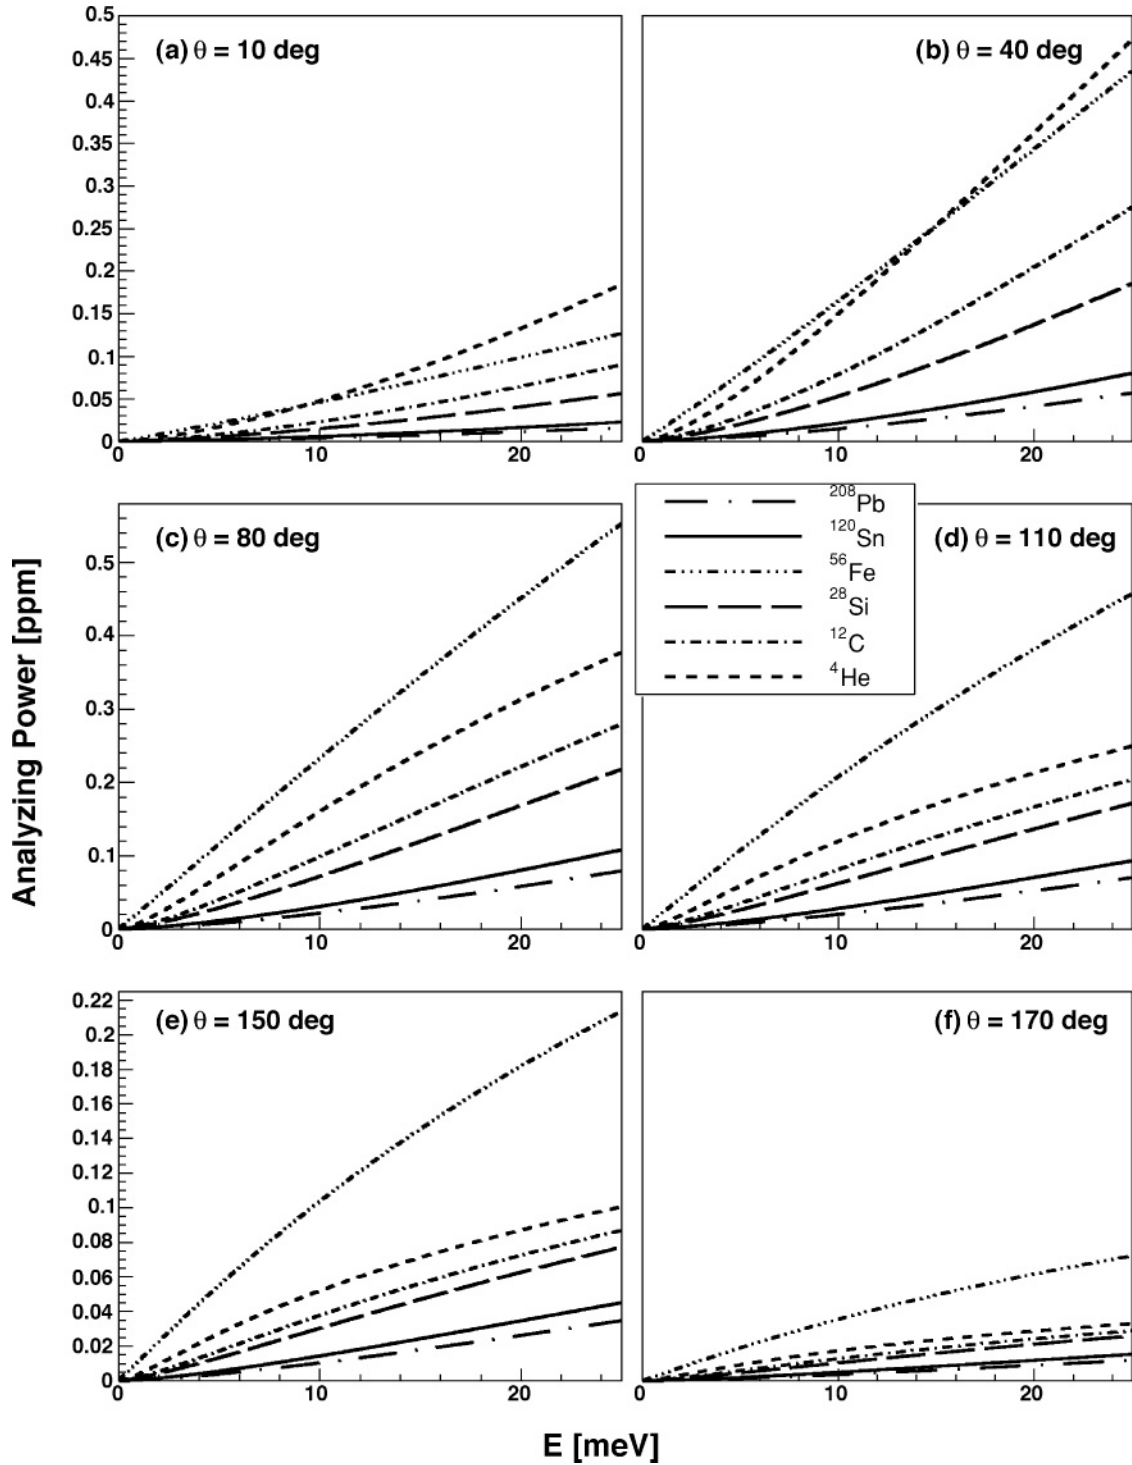 (a) θ = 10 deg
0.5
0.45
0.4
0.35
0.3
0.25
0.2
0.15
0.1
0.05
0
0 10 20
(b) θ = 40 deg
0 10 20
(c) θ = 80 deg
0.5
0.4
0.3
0.2
0.1
0
0 10 20
208Pb
120Sn
56Fe
28Si
12C
4He
(d) θ = 110 deg
0 10 20
(e) θ = 150 deg
0.22
0.2
0.18
0.16
0.14
0.12
0.1
0.08
0.06
0.04
0.02
0
0 10 20
(f) θ = 170 deg
0 10 20
Analyzing Power [ppm]
E [meV]